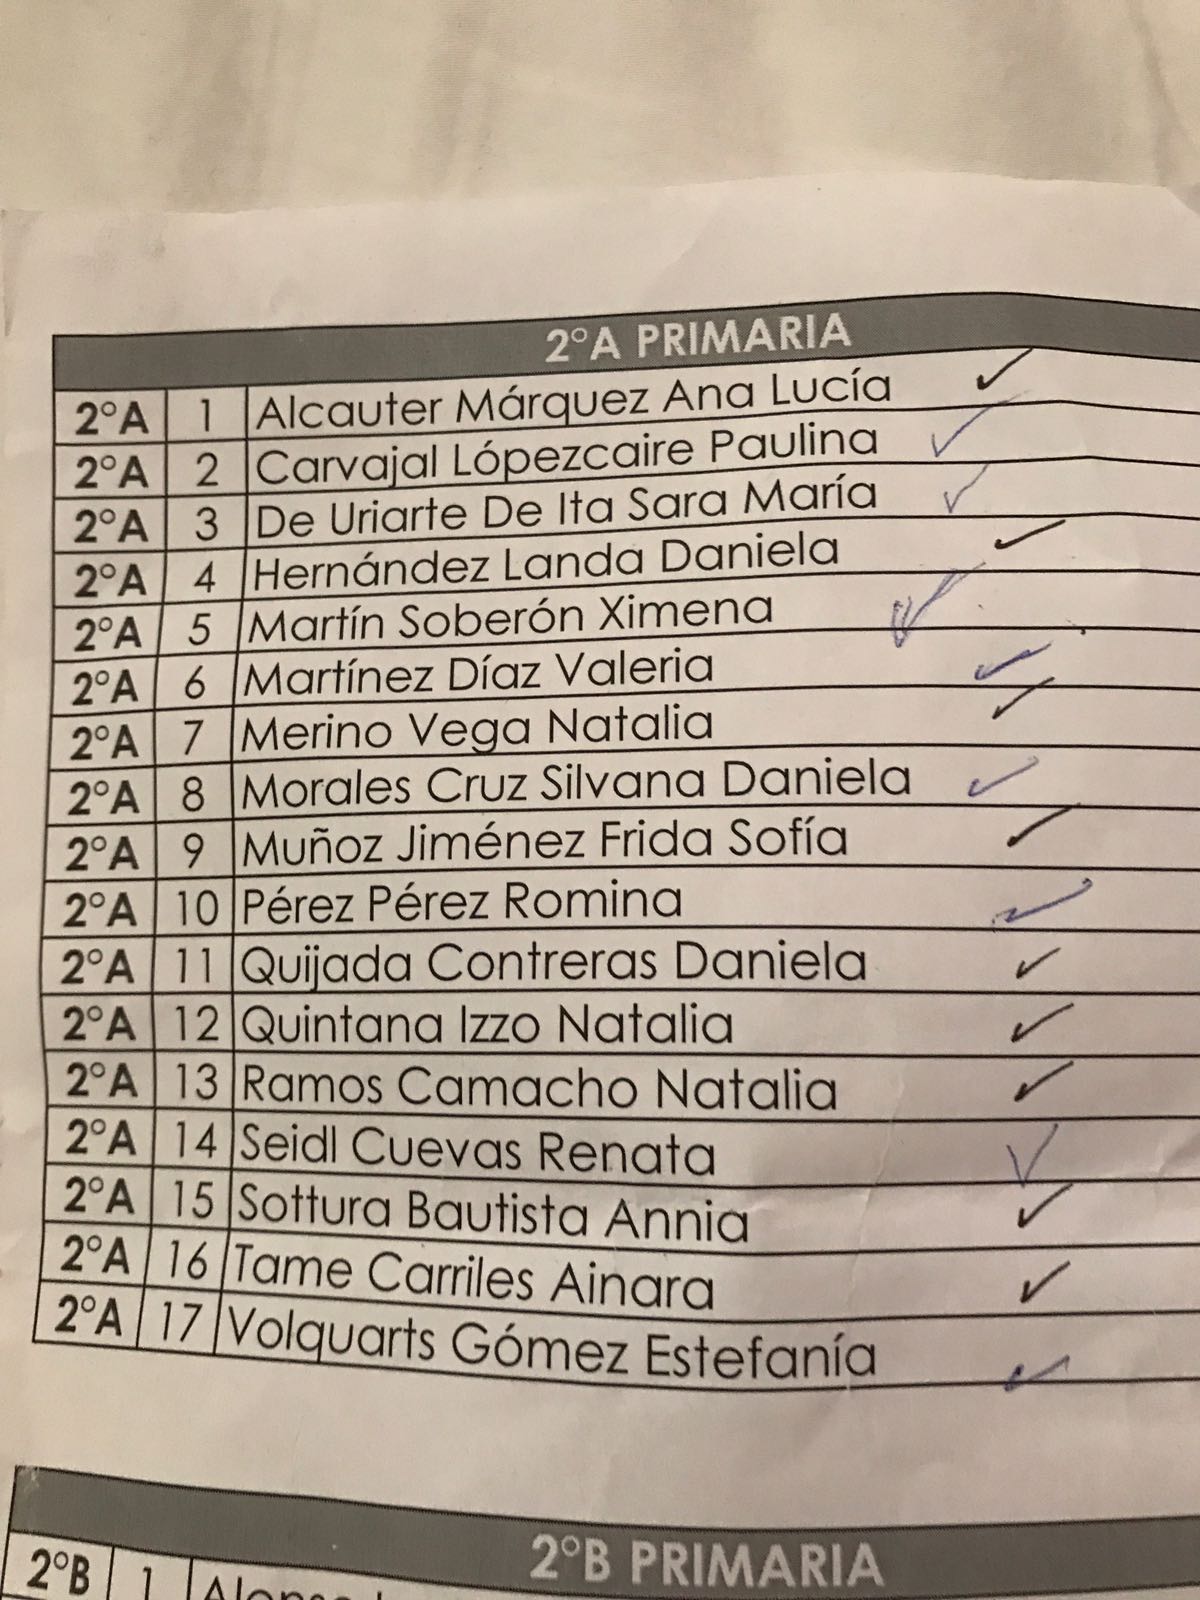 2°A PRIMARIA
2°A 1 Alcauter Márquez Ana Lucía
2°A 2 Carvajal Lópezcaire Paulina
2°A 3 De Uriarte De Ita Sara María
2°A 4 Hernández Landa Daniela
2°A 5 Martín Soberón Ximena
2°A 6 Martínez Díaz Valeria
2°A 7 Merino Vega Natalia
2°A 8 Morales Cruz Silvana Daniela
2°A 9 Muñoz Jiménez Frida Sofía
2°A 10 Pérez Pérez Romina
2°A 11 Quijada Contreras Daniela
2°A 12 Quintana Izzo Natalia
2°A 13 Ramos Camacho Natalia
2°A 14 Seidl Cuevas Renata
2°A 15 Sottura Bautista Annia
2°A 16 Tame Carriles Ainara
2°A 17 Volquarts Gómez Estefanía
2°B PRIMARIA
2°B 1